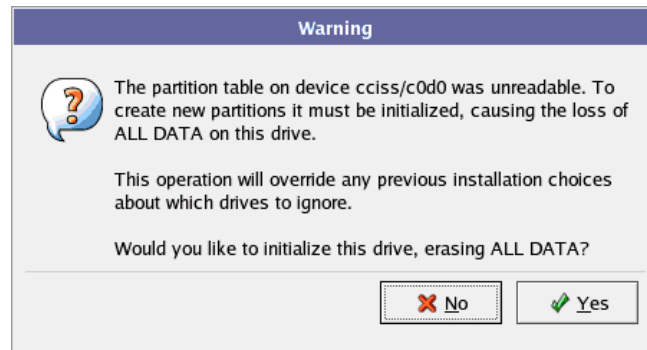 Warning
The partition table on device cciss/c0d0 was unreadable. To
create new partitions it must be initialized, causing the loss of
ALL DATA on this drive.
This operation will override any previous installation choices
about which drives to ignore.
Would you like to initialize this drive, erasing ALL DATA?
No
Yes